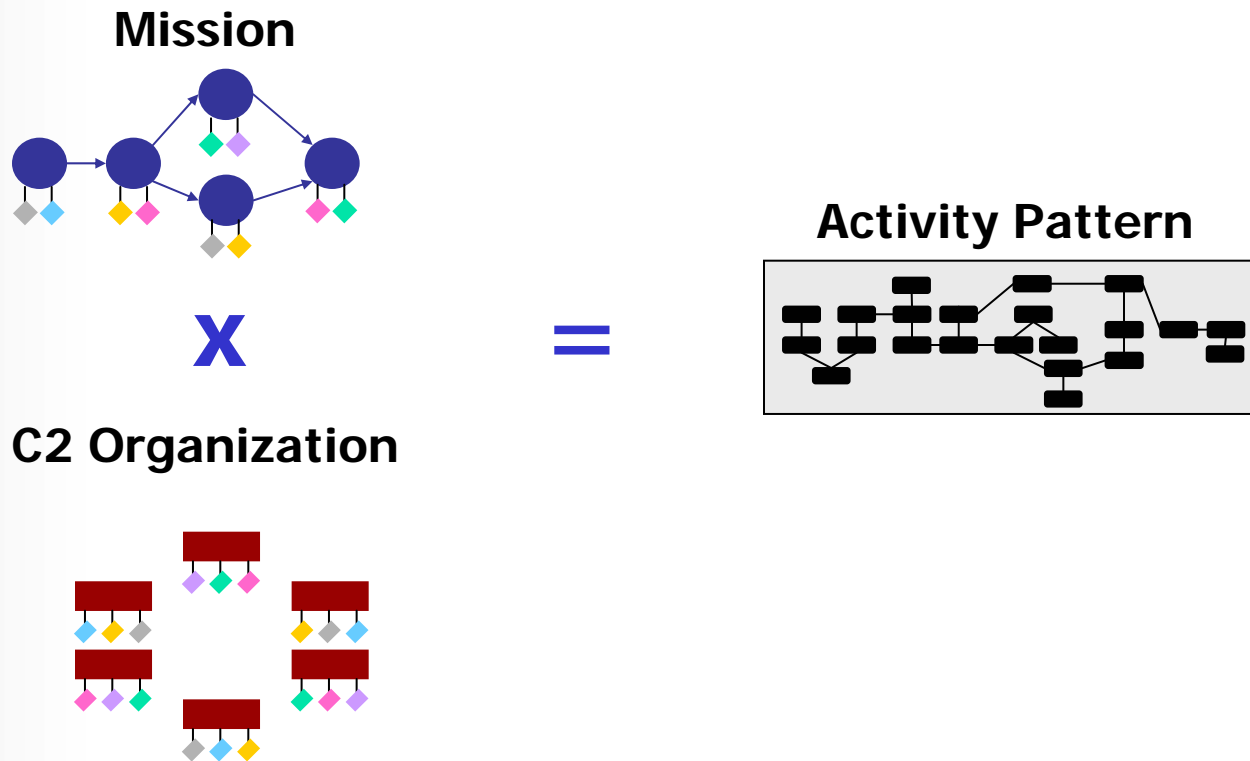 Mission
Activity Pattern
x
=
C2 Organization